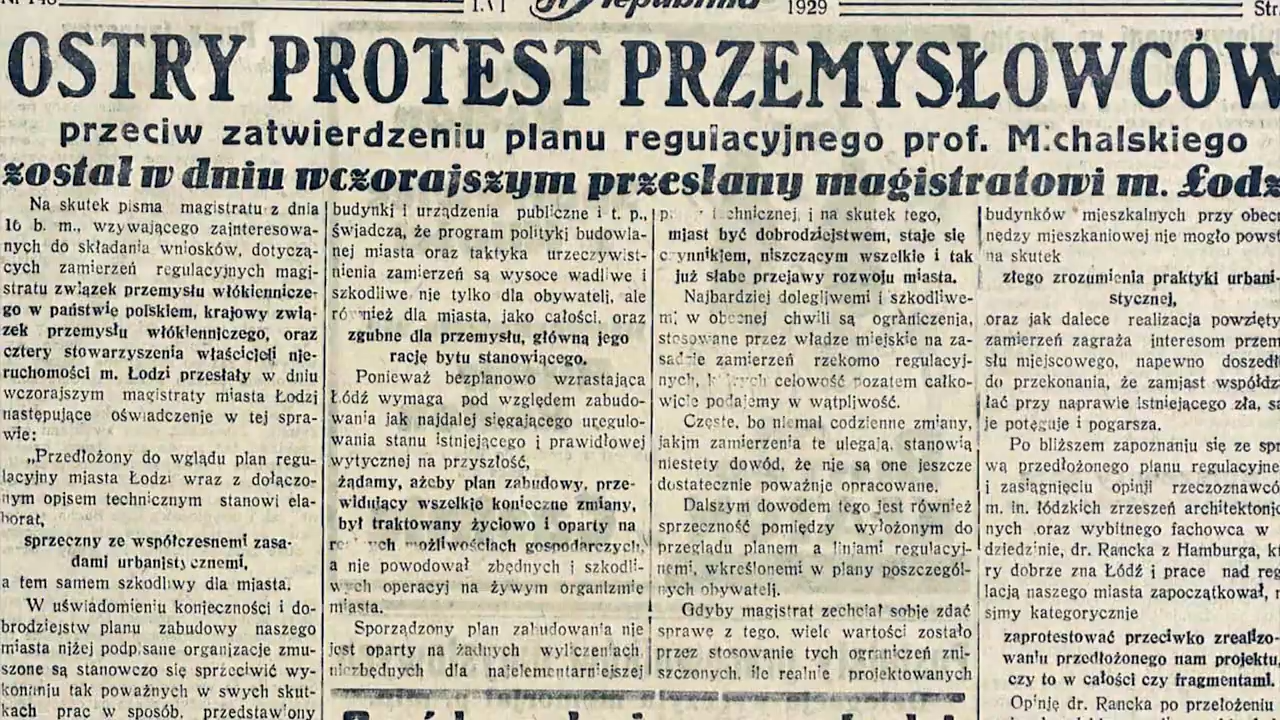 1929
OSTRY PROTEST PRZEMYSŁOWCÓW
przeciw zatwierdzeniu planu regulacyjnego prof. M:chalskiego
został w dniu wczorajszym przesłany magistratowi m. Łodz
Na skutek pisma magistratu z dnia
16 b. m., wzywającego zainteresowa-
nych do składania wniosków, dotyczą-
cych zamierzeń regulacyjnych magi-
stratu związek przemysłu włókiennicze-
go w państwie polskiem, krajowy zwią-
zek przemysłu włókienniczego, oraz
cztery stowarzyszenia właścicieli nie-
ruchomości m. Łodzi przesłały w dniu
wczorajszym magistraty miasta Łodzi
następujące oświadczenie w tej spra-
wie:
„Przedłożony do wglądu plan regu-
lacyjny miasta Łodzi wraz z dołączo-
nym opisem technicznym stanowi ela-
borat,
sprzeczny ze współczesnemi zasa-
dami urbanistycznemi,
a tem samem szkodliwy dla miasta.
W uświadomieniu konieczności i do-
brodziejstw planu zabudowy naszego
miasta niżej podpisane organizacje zmu-
szone są stanowczo się sprzeciwić wy-
konaniu tak poważnych w swych skut-
kach prac w sposób, przedstawiony
budynki i urządzenia publiczne i t. p.,
świadczą, że program polityki budowla-
nej miasta oraz taktyka urzeczywist-
nienia zamierzeń są wysoce wadliwe i
szkodliwe nie tylko dla obywateli, ale
również dla miasta, jako całości, oraz
zgubne dla przemysłu, główną jego
rację bytu stanowiącego.
Ponieważ bezplanowo wzrastająca
Łódź wymaga pod względem zabudo-
wania jak najdalej sięgającego uregulo-
wania stanu istniejącego i prawidłowej
wytycznej na przyszłość,
żądamy, ażeby plan zabudowy, prze-
widujący wszelkie konieczne zmiany,
był traktowany życiowo i oparty na
realnych możliwościach gospodarczych,
a nie powodował zbędnych i szkodli-
wych operacyj na żywym organizmie
miasta.
Sporządzony plan zabudowania nie
jest oparty na żadnych wyliczeniach,
niezbędnych dla najelementarniejszej
technicznej, i na skutek tego,
miast być dobrodziejstwem, staje się
czynnikiem, niszczącym wszelkie i tak
już słabe przejawy rozwoju miasta.
Najbardziej dolegliwemi i szkodliwe-
mi w obecnej chwili są ograniczenia,
stosowane przez władze miejskie na za-
sadzie zamierzeń rzekomo regulacyj-
nych, których celowość pozatem całko-
wicie podajemy w wątpliwość.
Częste, bo niemal codzienne zmiany,
jakim zamierzenia te ulegają, stanowią
niestety dowód, że nie są one jeszcze
dostatecznie poważnie opracowane.
Dalszym dowodem tego jest również
sprzeczność pomiędzy wyłożonym do
przeglądu planem a linjami regulacyj-
nemi, wkreślonemi w plany poszczegól-
nych obywateli.
Gdyby magistrat zechciał sobie zdać
sprawę z tego, wiele wartości zostało
przez stosowanie tych ograniczeń zni-
szczonych, ile realnie projektowanych
budynków mieszkalnych przy obec
nędzy mieszkaniowej nie mogło powst
na skutek
złego zrozumienia praktyki urbani-
stycznej,
oraz jak dalece realizacja powzięty
zamierzeń zagraża interesom przem
słu miejscowego, napewno doszedł
do przekonania, że zamiast współdz
łać przy naprawie istniejącego zła, sa
je potęguje i pogarsza.
Po bliższem zapoznaniu się ze spr
wą przedłożonego planu regulacyjne
i zasiągnięciu opinji rzeczoznawcó
m. in. łódzkich zrzeszeń architektonic
nych oraz wybitnego fachowca w
dziedzinie, dr. Rancka z Hamburga, kt
ry dobrze zna Łódź i prace nad reg
lacją naszego miasta zapoczątkował, m
simy kategorycznie
zaprotestować przeciwko zrealizo-
waniu przedłożonego nam projektu,
czy to w całości czy fragmentami.
Opinję dr. Rancka po przełożeniu